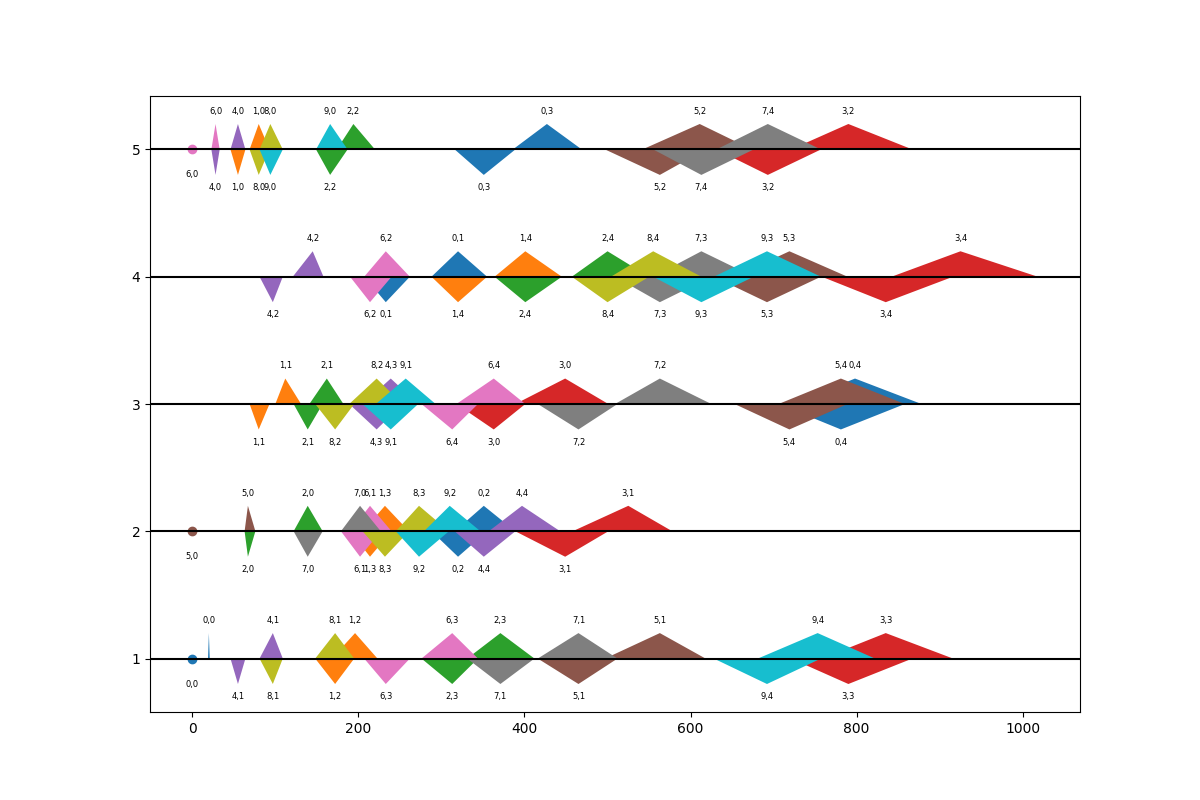 6,0 4,0 1,0 8,0 9,0 2,2 0,3 5,2 7,4 3,2
5
6,0 4,0 1,0 8,0 9,0 2,2 0,3 5,2 7,4 3,2
4,2 6,2 0,1 1,4 2,4 8,4 7,3 9,3 5,3 3,4
4
4,2 6,2 0,1 1,4 2,4 8,4 7,3 9,3 5,3 3,4
1,1 2,1 8,2 4,3 9,1 6,4 3,0 7,2 5,4 0,4
3
1,1 2,1 8,2 4,3 9,1 6,4 3,0 7,2 5,4 0,4
5,0 2,0 7,0 6,1 1,3 8,3 9,2 0,2 4,4 3,1
2
5,0 2,0 7,0 6,1 1,3 8,3 9,2 0,2 4,4 3,1
0,0 4,1 8,1 1,2 6,3 2,3 7,1 5,1 9,4 3,3
1
0,0 4,1 8,1 1,2 6,3 2,3 7,1 5,1 9,4 3,3
0 200 400 600 800 1000